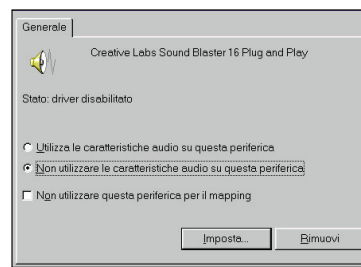 Generale
Creative Labs Sound Blaster 16 Plug and Play
Stato: driver disabilitato
Utilizza le caratteristiche audio su questa periferica
Non utilizzare le caratteristiche audio su questa periferica
Non utilizzare questa periferica per il mapping
Imposta... Rimuovi